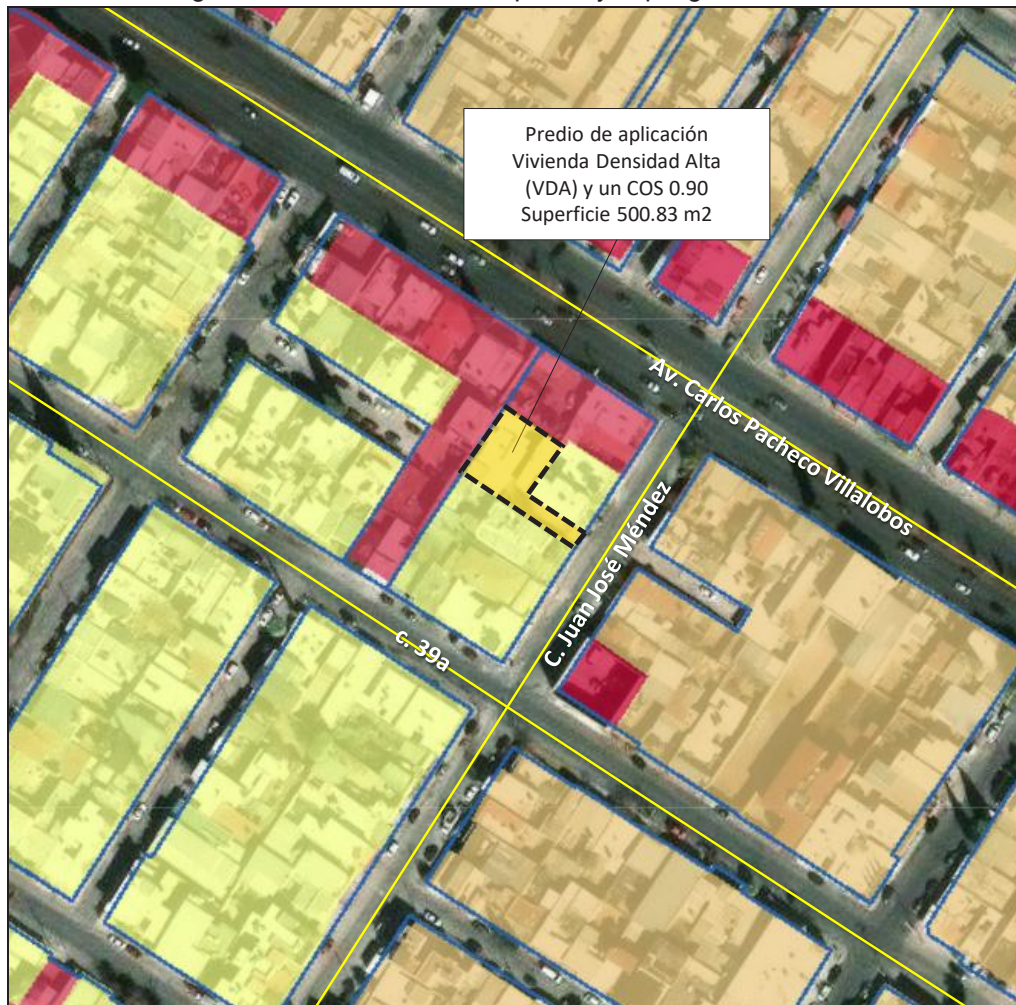 Predio de aplicación
Vivienda Densidad Alta
(VDA) y un COS 0.90
Superficie 500.83 m2
Av. Carlos Pacheco Villalobos
C. Juan José Méndez
c. 39a